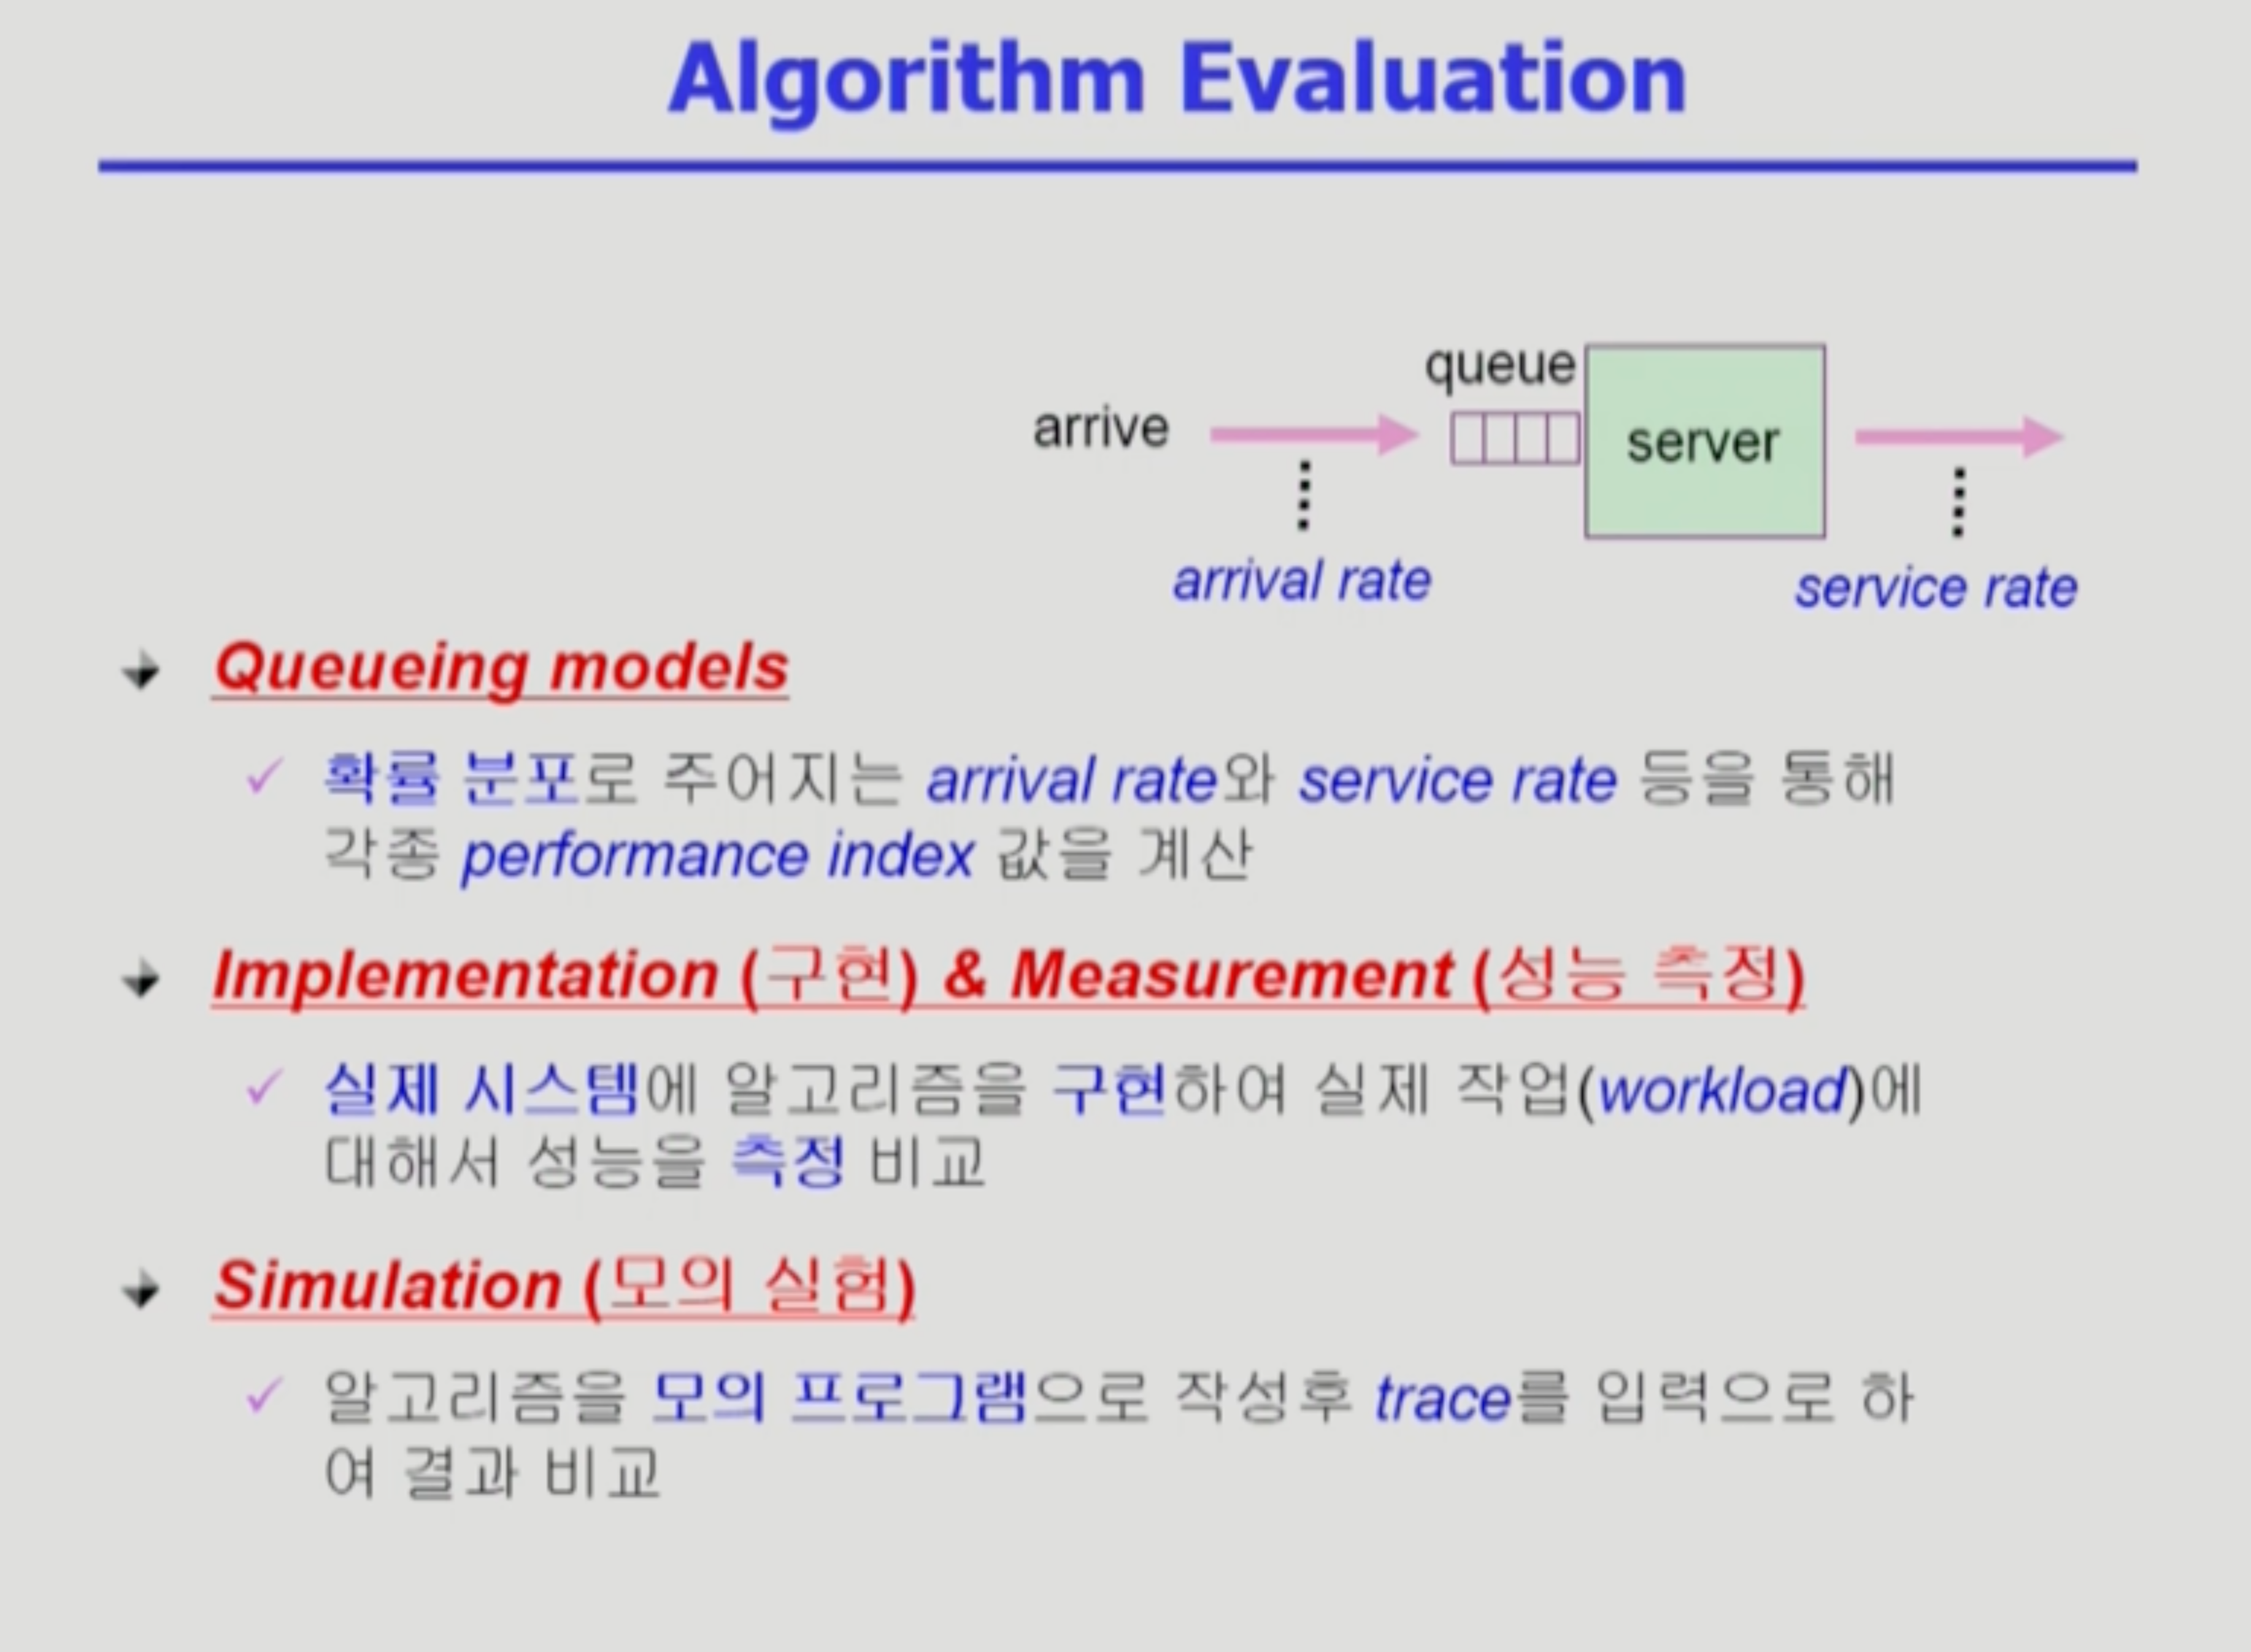 Algorithm Evaluation
queue
arrive
server
arrival rate
service rate
Queueing models
확률 분포로 주어지는 arrival rate와 service rate 등을 통해
각종 performance index 값을 계산
Implementation (구현) & Measurement (성능 측정)
실제 시스템에 알고리즘을 구현하여 실제 작업(workload)에
대해서 성능을 측정 비교
Simulation (모의 실험)
알고리즘을 모의 프로그램으로 작성후 trace를 입력으로 하
여 결과 비교